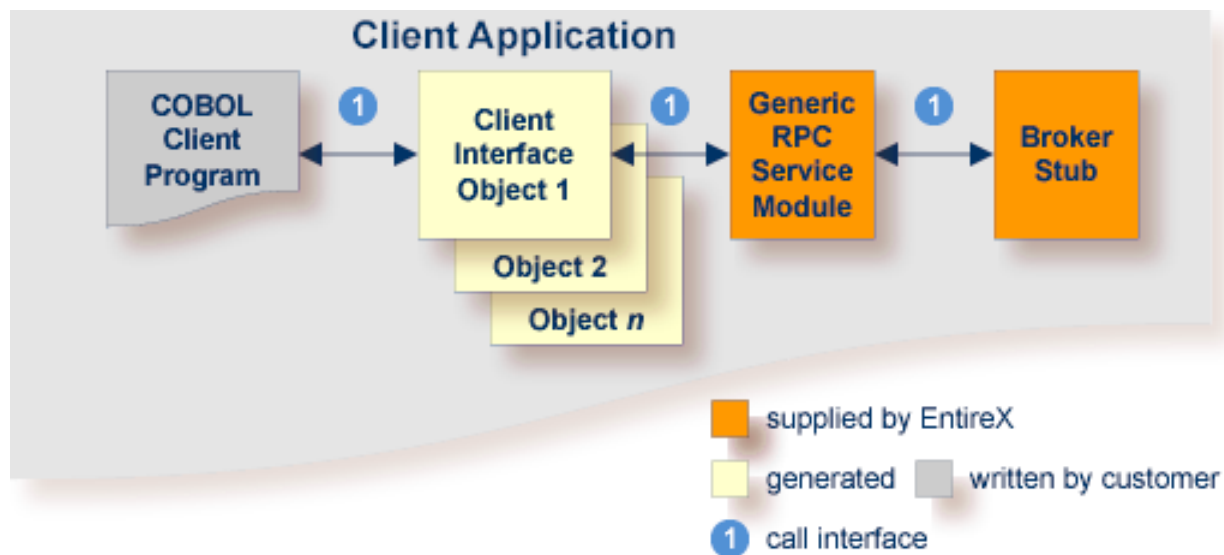 Client Application
COBOL
Client
Program
1
Client
Interface
Object 1
Object 2
Object n
1
Generic
RPC
Service
Module
1
Broker
Stub
supplied by EntireX
generated
written by customer
1
call interface